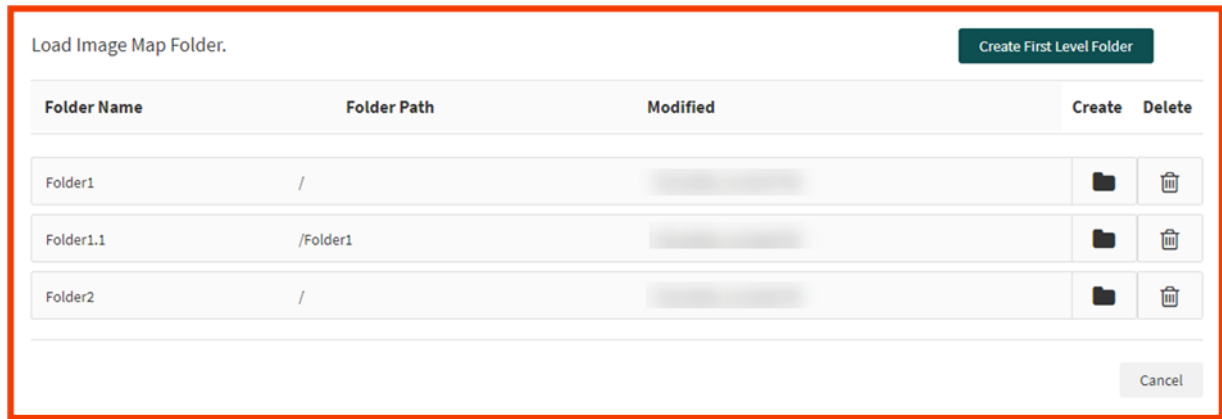 Load Image Map Folder.
Create First Level Folder
Folder Name Folder Path Modified Create Delete
Folder1 /
Folder1.1 /Folder1
Folder2 /
Cancel